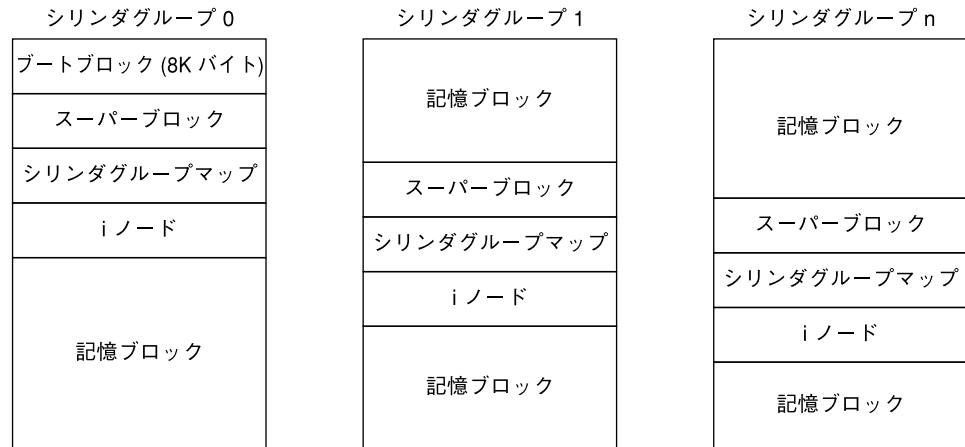 シリンダグループ 0
ブートブロック (8K バイト)
スーパーブロック
シリンダグループマップ
i ノード
記憶ブロック
シリンダグループ 1
記憶ブロック
スーパーブロック
シリンダグループマップ
i ノード
記憶ブロック
シリンダグループ n
記憶ブロック
スーパーブロック
シリンダグループマップ
i ノード
記憶ブロック